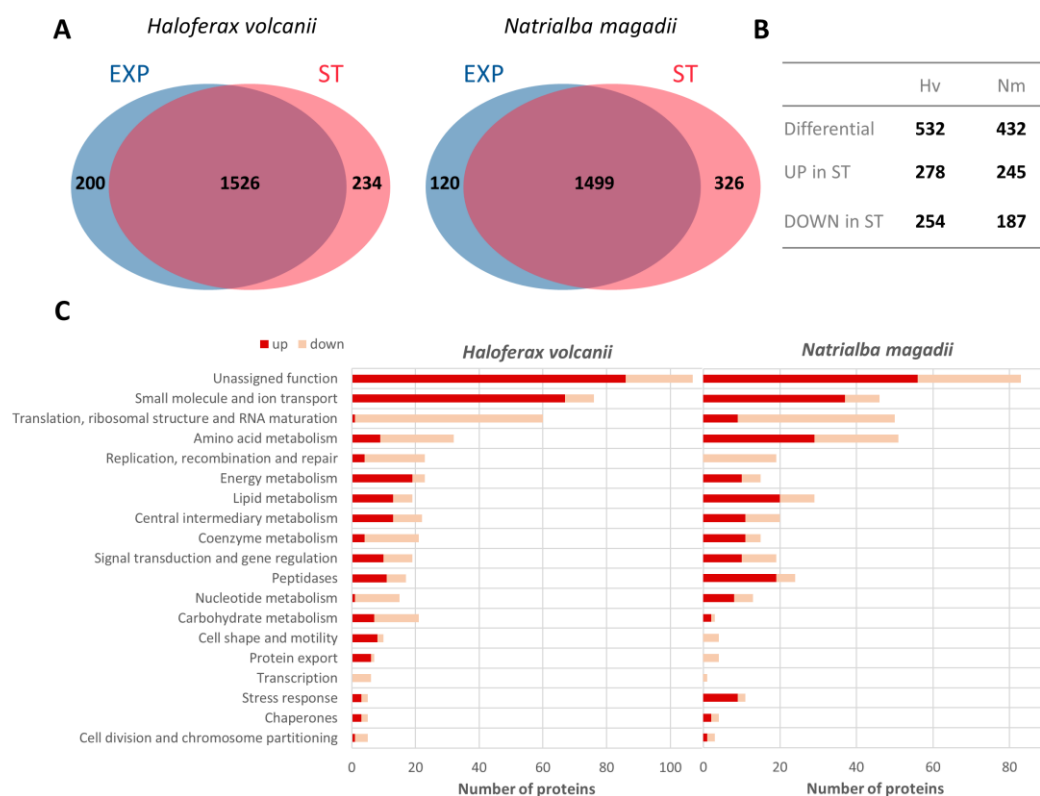 A
Haloferax volcanii
Natrialba magadii
B
EXP
ST
EXP
ST
200
1526
234
120
1499
326
Hv Nm
Differential 532 432
UP in ST 278 245
DOWN in ST 254 187
C
up down
Haloferax volcanii
Natrialba magadii
Unassigned function
Small molecule and ion transport
Translation, ribosomal structure and RNA maturation
Amino acid metabolism
Replication, recombination and repair
Energy metabolism
Lipid metabolism
Central intermediary metabolism
Coenzyme metabolism
Signal transduction and gene regulation
Peptidases
Nucleotide metabolism
Carbohydrate metabolism
Cell shape and motility
Protein export
Transcription
Stress response
Chaperones
Cell division and chromosome partitioning
0 20 40 60 80 100
0 20 40 60 80
Number of proteins
Number of proteins